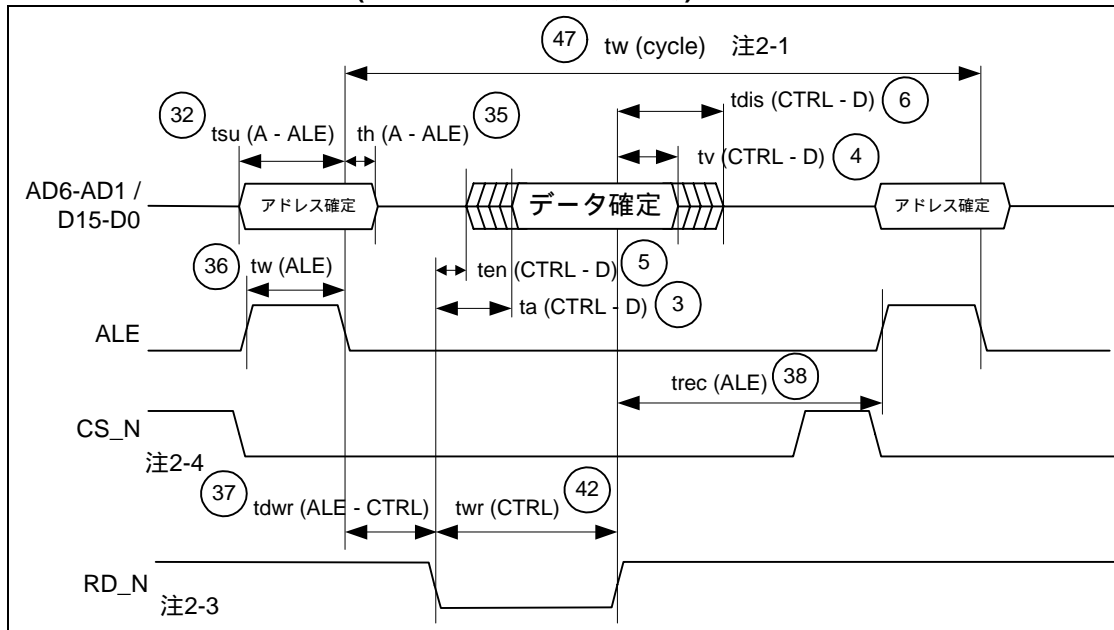 47 tw (cycle) 注2-1
tdis (CTRL - D) 6
32 tsu (A - ALE) th (A - ALE) 35
tv (CTRL - D) 4
AD6-AD1 /
D15-D0
アドレス確定 データ確定 アドレス確定
36 tw (ALE) ten (CTRL - D) 5
ta (CTRL - D) 3
ALE
trec (ALE) 38
CS_N
注2-4
37 tdwr (ALE - CTRL) twr (CTRL) 42
RD_N
注2-3